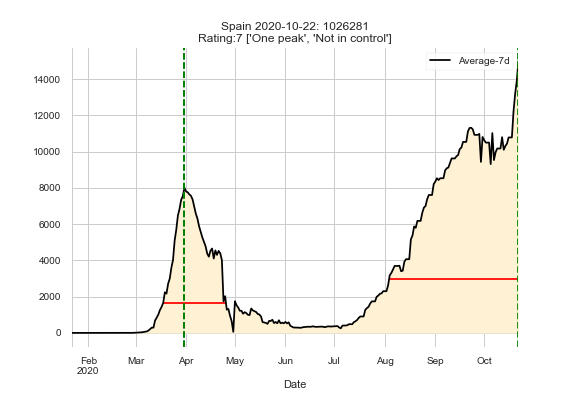 Spain 2020-10-22: 1026281
Rating:7 ['One peak', 'Not in control']
Average-7d
14000
12000
10000
8000
6000
4000
2000
0
Feb Mar Apr May Jun Jul Aug Sep Oct
2020
Date